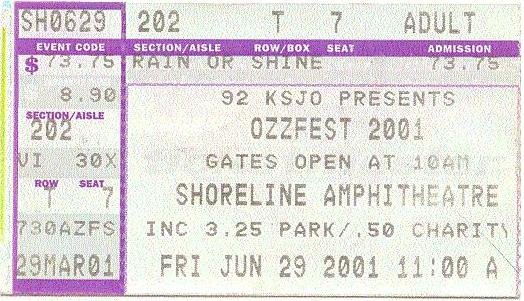 SH0629 202 T 7 ADULT
EVENT CODE SECTION/AISLE ROW/BOX SEAT ADMISSION
$ 73.75 RAIN OR SHINE 73.75
8.90 92 KSJO PRESENTS
SECTION/AISLE
202 OZZFEST 2001
VI 30X GATES OPEN AT 10AM
ROW SEAT
T 7 SHORELINE AMPHITHEATRE
730AZFS INC 3.25 PARK/.50 CHARITY
29MAR01 FRI JUN 29 2001 11:00 A